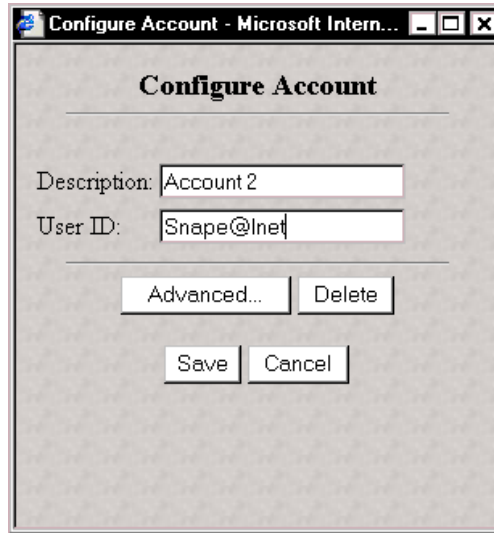 Configure Account - Microsoft Intern...
Configure Account
Description: Account 2
User ID: Snape@Inet
Advanced... Delete
Save Cancel